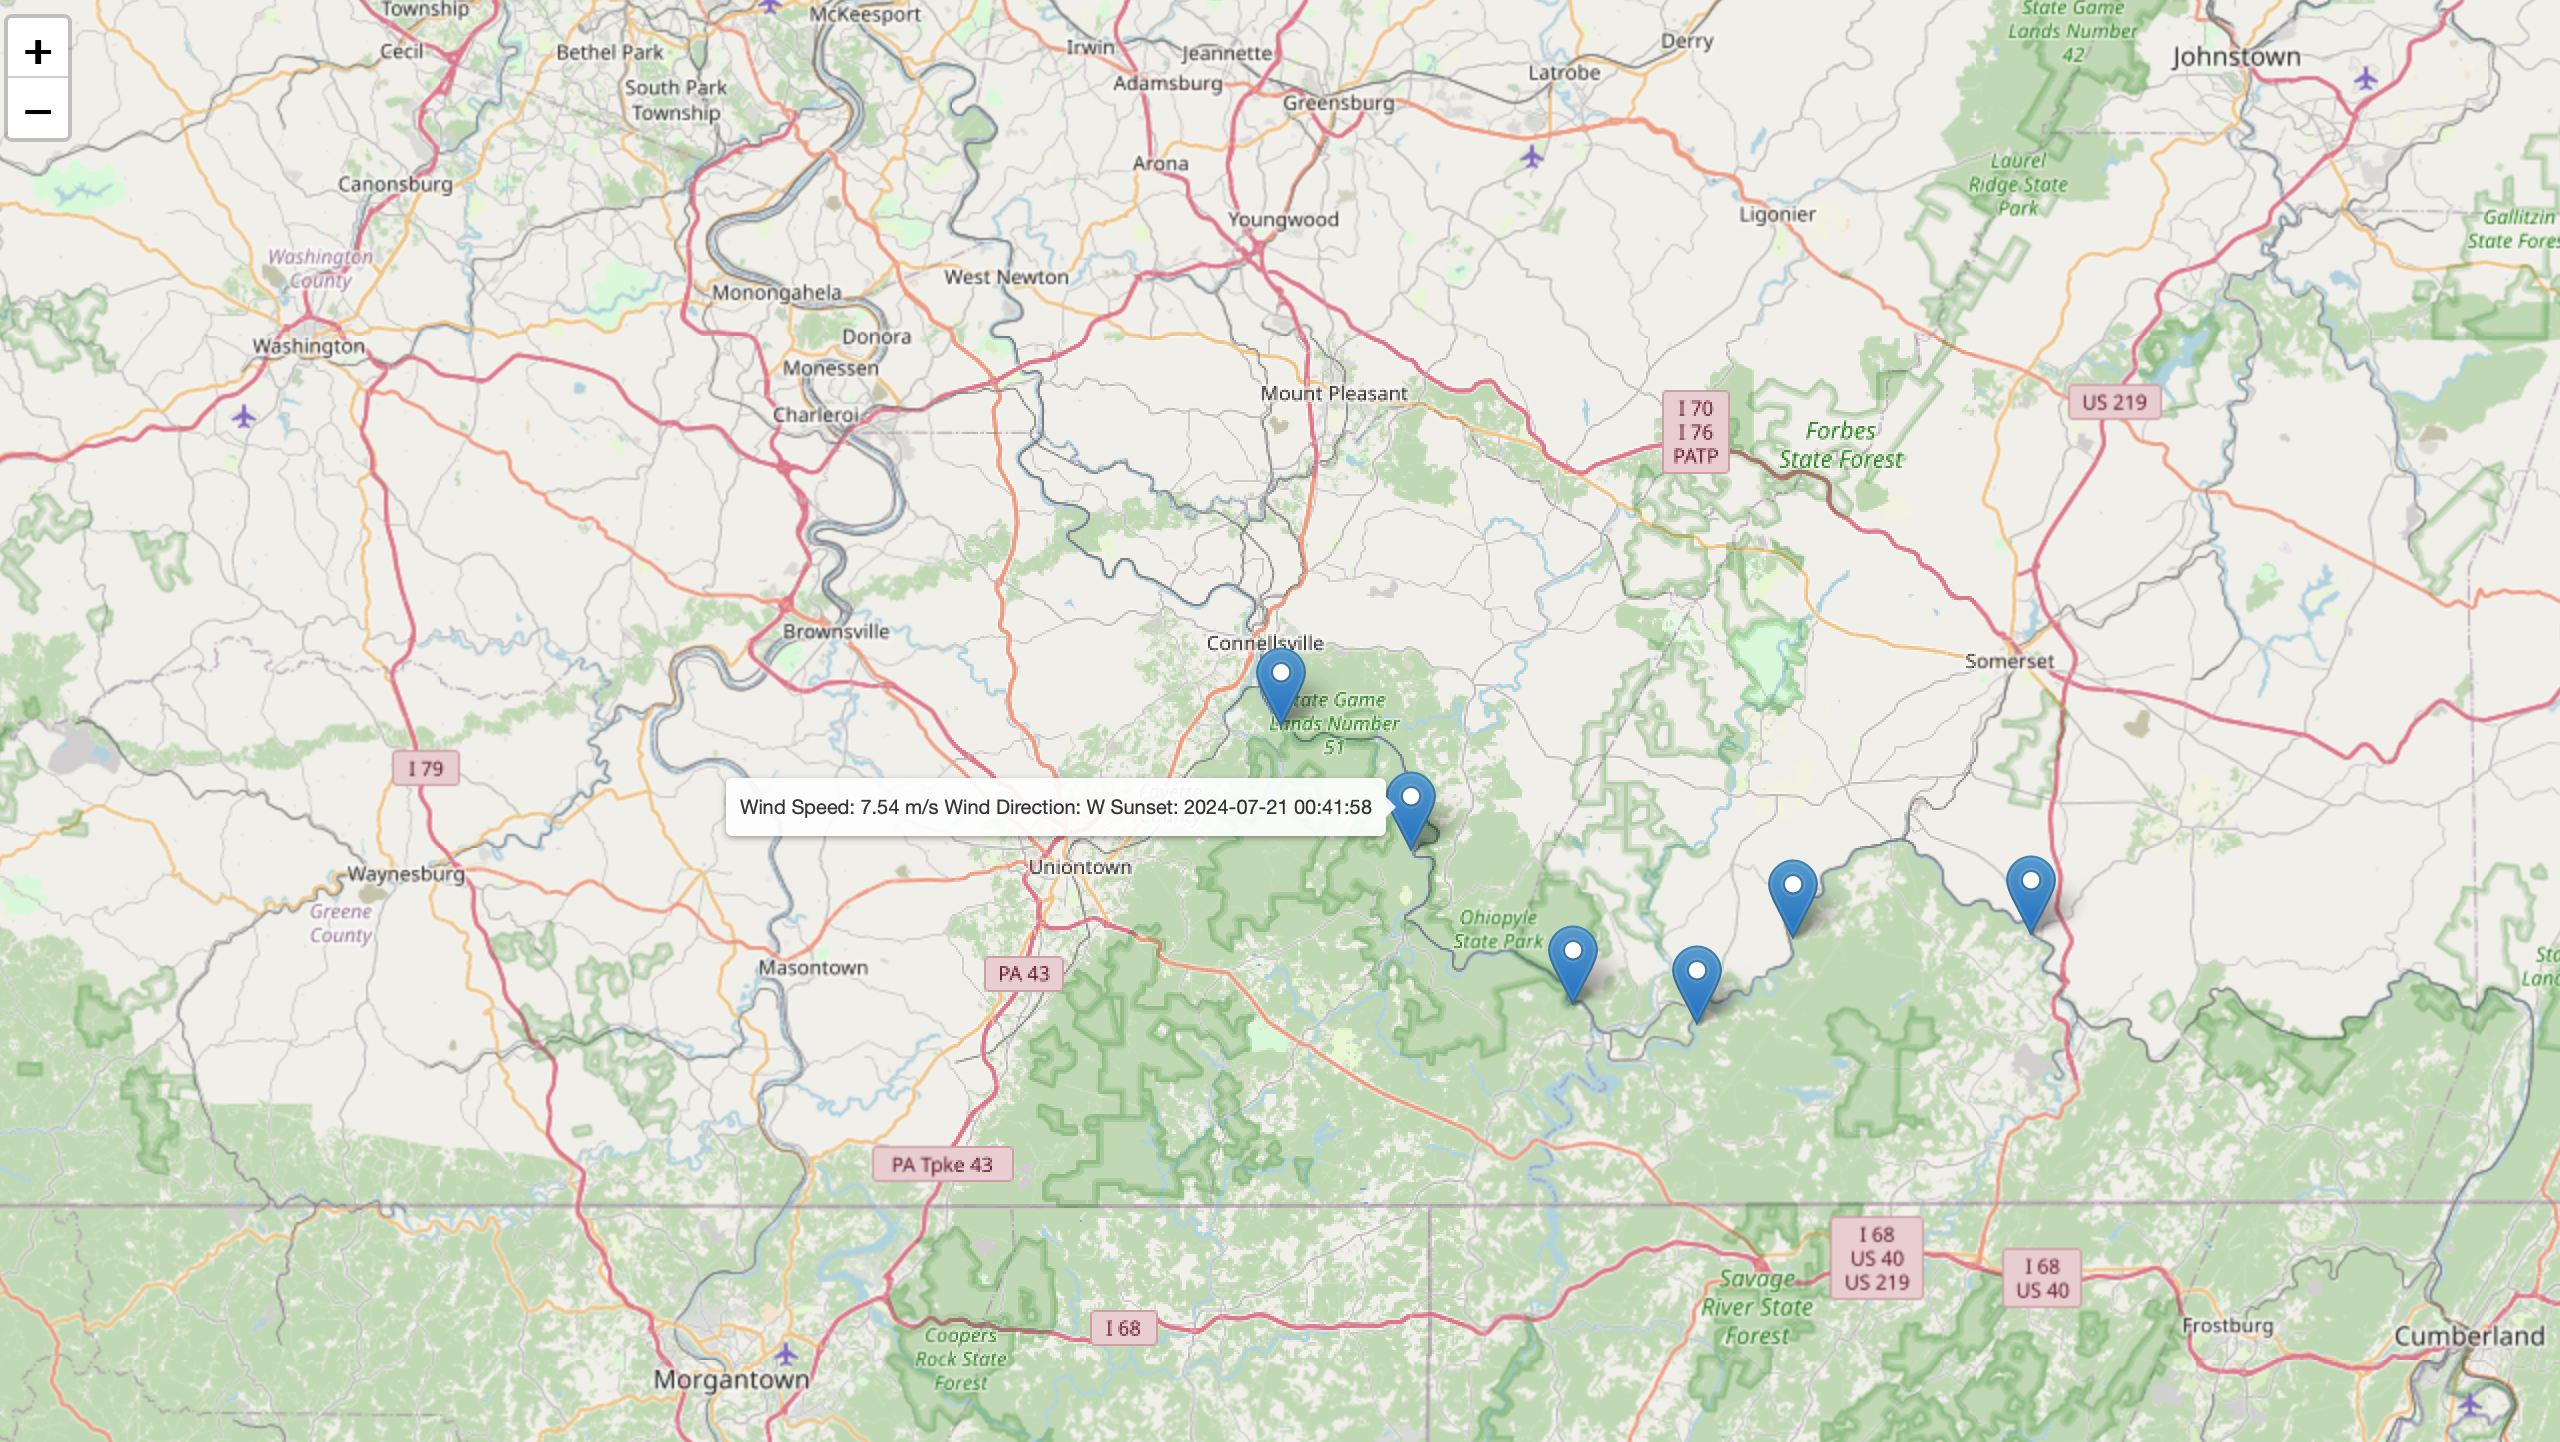 Township
McKeesport
State Game
Lands Number
42
Cecil
Bethel Park
Irwin
Jeannette
Derry
Johnstown
+
South Park
Township
Adamsburg
Latrobe
Greensburg
−
Arona
Laurel
Ridge State
Park
Canonsburg
Youngwood
Ligonier
Gallitzin
State Fores
Washington
County
West Newton
Monongahela
Donora
Washington
Monessen
Mount Pleasant
Charleroi
I 70
I 76
PATP
US 219
Forbes
State Forest
Brownsville
Connellsville
Somerset
tate Game
Lands Number
51
I 79
Wind Speed: 7.54 m/s Wind Direction: W Sunset: 2024-07-21 00:41:58
Uniontown
Waynesburg
Greene
County
Ohiopyle
State Park
Masontown
PA 43
Sta
Land
PA Tpke 43
I 68
US 40
US 219
I 68
US 40
Savage
River State
Forest
I 68
Coopers
Rock State
Forest
Frostburg
Cumberland
Morgantown